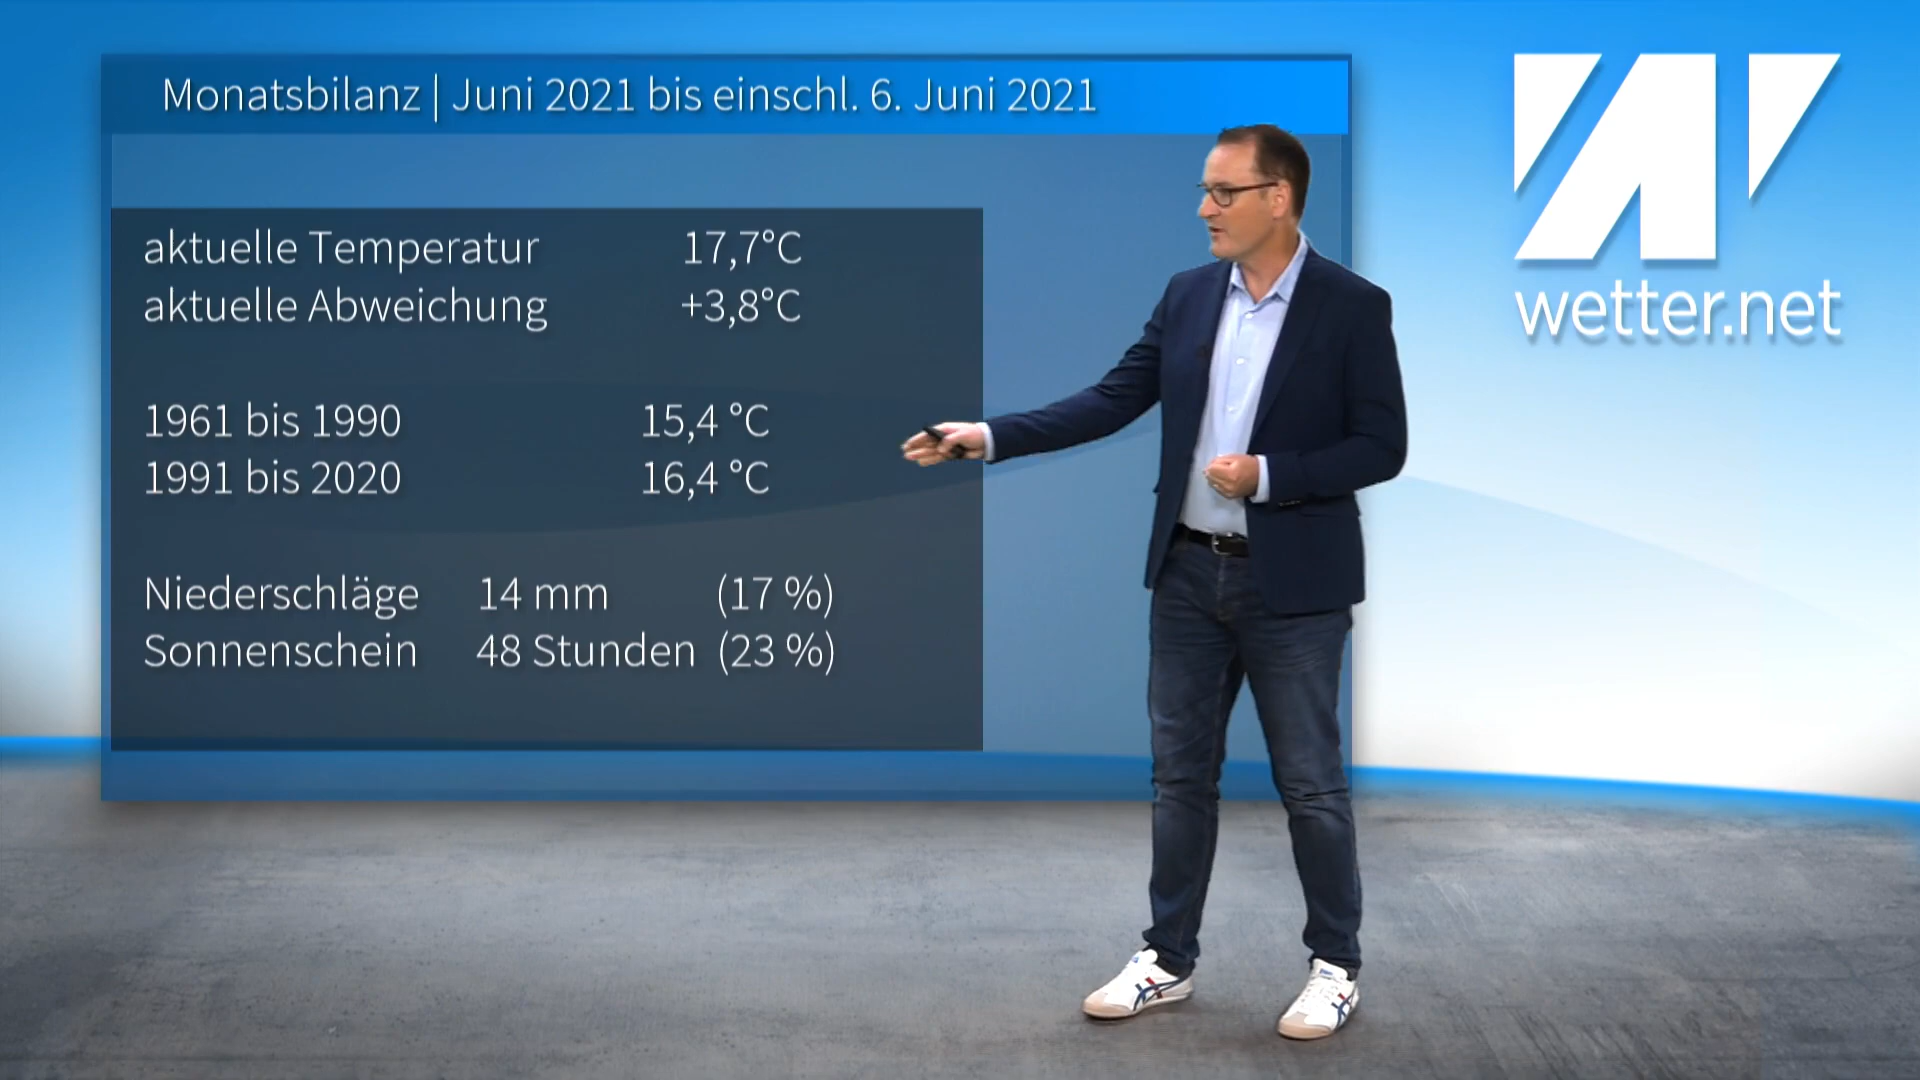 Monatsbilanz | Juni 2021 bis einschl. 6. Juni 2021
aktuelle Temperatur 17,7°C
aktuelle Abweichung +3,8°C
1961 bis 1990 15,4 °C
1991 bis 2020 16,4 °C
Niederschläge 14 mm (17 %)
Sonnenschein 48 Stunden (23 %)
wetter.net